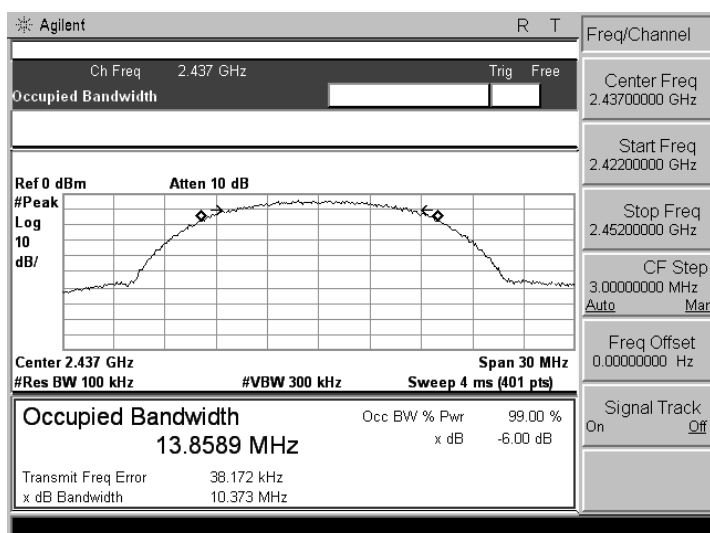 Agilent R T
Ch Freq 2.437 GHz Trig Free
Occupied Bandwidth
Ref 0 dBm Atten 10 dB
#Peak
Log
10
dB/
Center 2.437 GHz Span 30 MHz
#Res BW 100 kHz #VBW 300 kHz Sweep 4 ms (401 pts)
Occupied Bandwidth Occ BW % Pwr 99.00 %
13.8589 MHz x dB -6.00 dB
Transmit Freq Error 38.172 kHz
x dB Bandwidth 10.373 MHz
Freq/Channel
Center Freq
2.43700000 GHz
Start Freq
2.42200000 GHz
Stop Freq
2.45200000 GHz
CF Step
3.00000000 MHz
Auto Man
Freq Offset
0.00000000 Hz
Signal Track
On Off